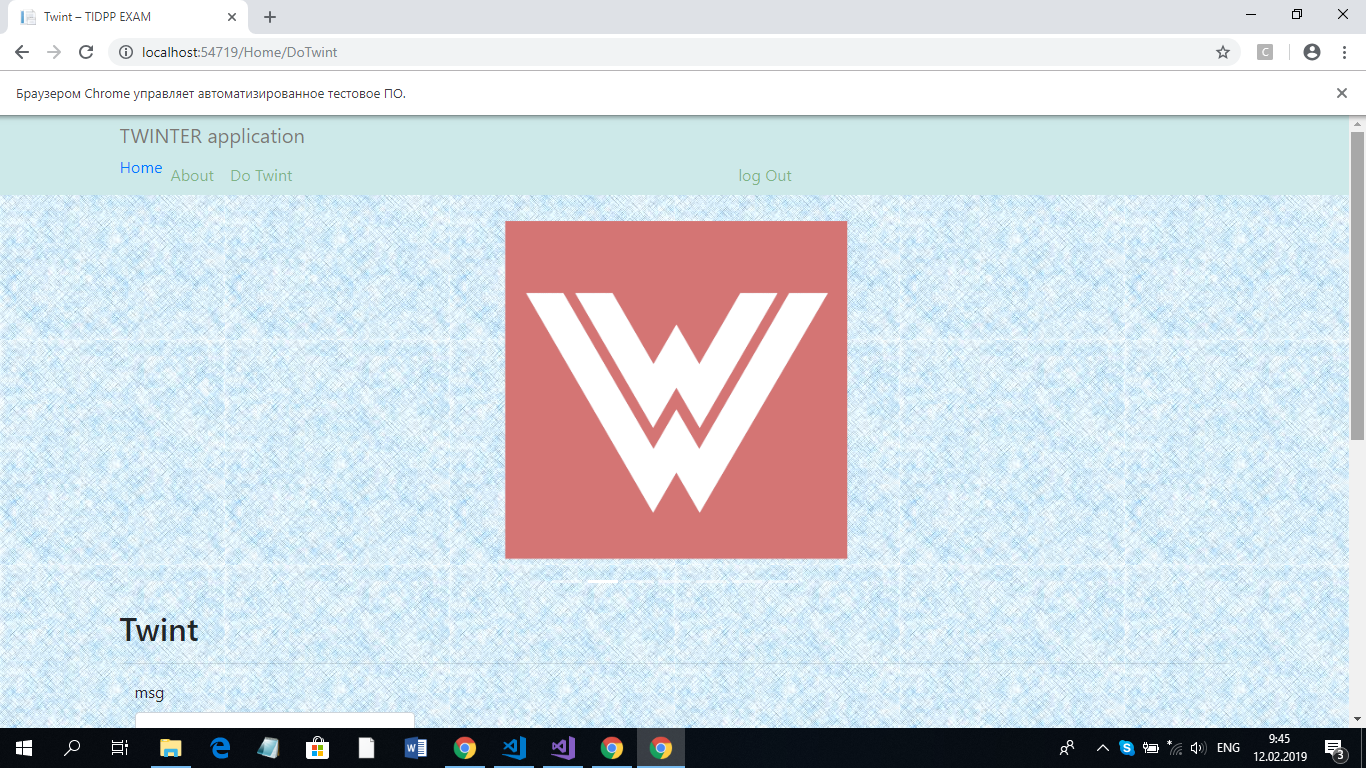 Twint – TIDPP EXAM
localhost:54719/Home/DoTwint
Браузером Chrome управляет автоматизированное тестовое ПО.
TWINTER application
Home About Do Twint log Out
W
Twint
msg
ENG
9:45
12.02.2019
3